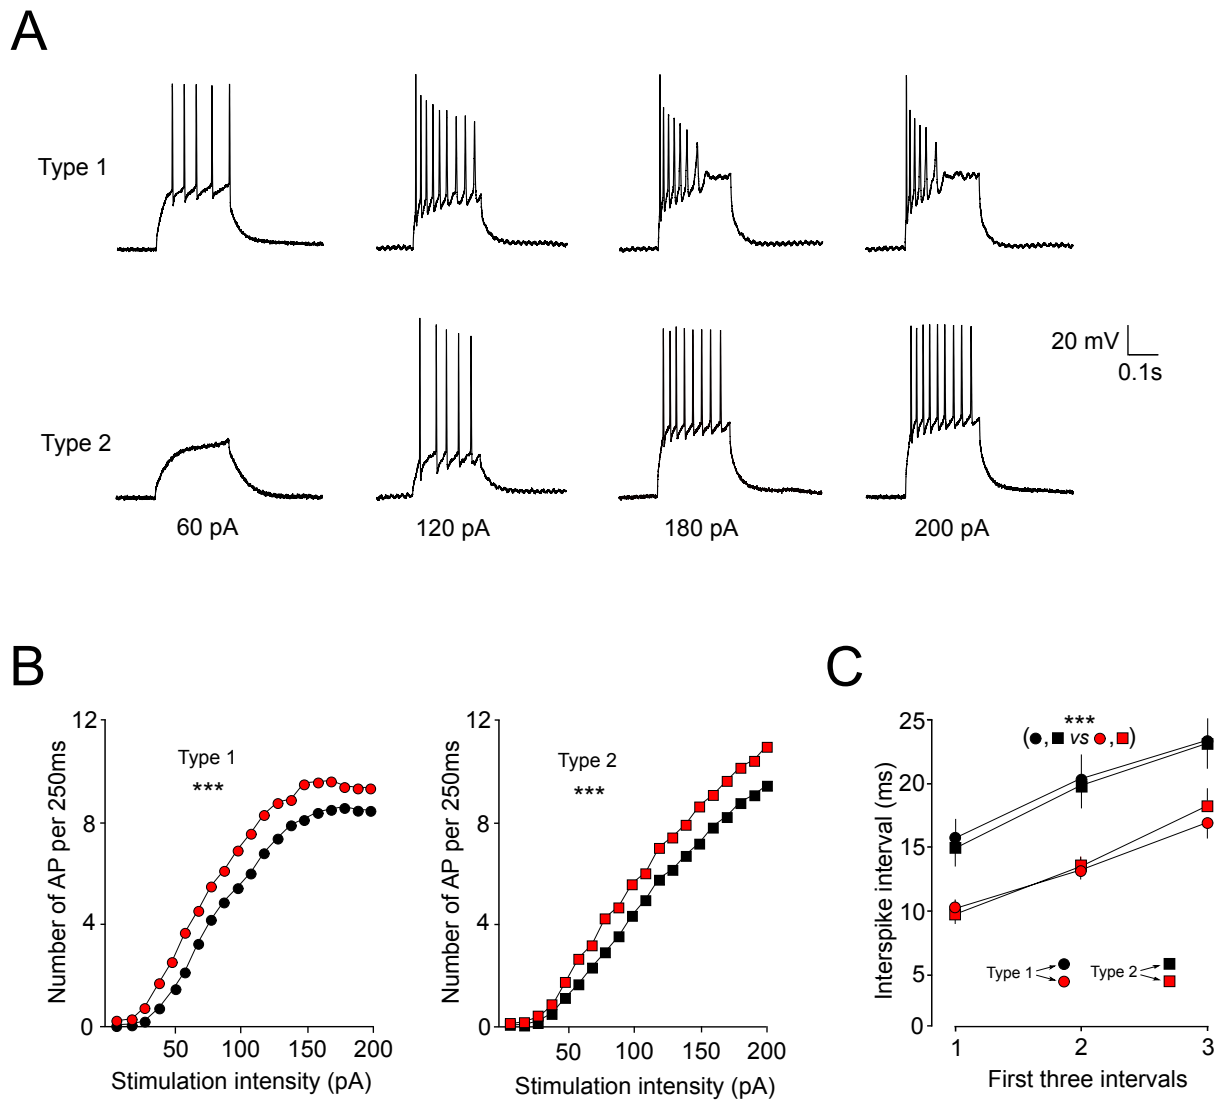 A
Type 1
20 mV
0.1s
Type 2
60 pA
120 pA
180 pA
200 pA
B
Number of AP per 250ms
12
8
4
0
Type 1
***
50
100
150
200
Stimulation intensity (pA)
Number of AP per 250ms
12
8
4
0
Type 2
***
50
100
150
200
Stimulation intensity (pA)
C
Interspike interval (ms)
25
20
15
10
5
0
***
( , vs , )
Type 1
Type 2
1
2
3
First three intervals